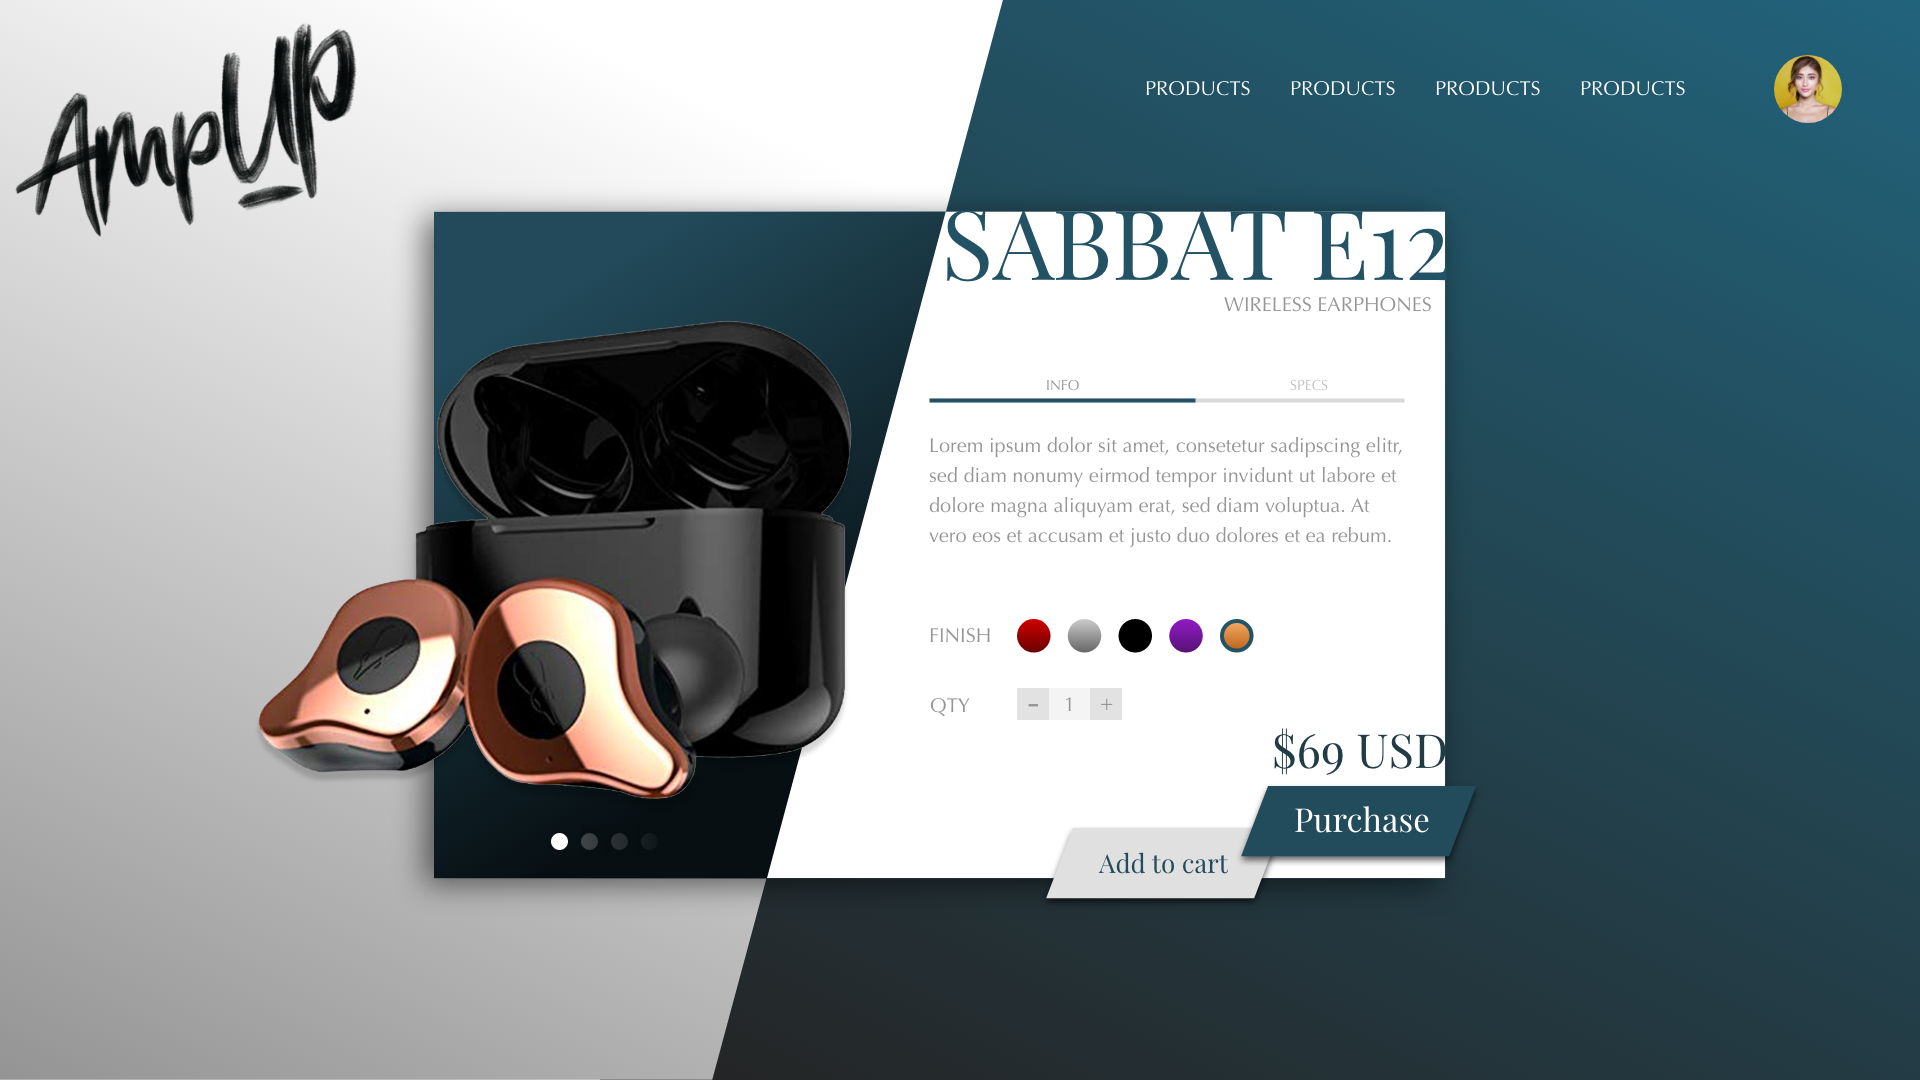 AmpUP
PRODUCTS PRODUCTS PRODUCTS PRODUCTS
SABBAT E12
WIRELESS EARPHONES
INFO SPECS
Lorem ipsum dolor sit amet, consetetur sadipscing elitr,
sed diam nonumy eirmod tempor invidunt ut labore et
dolore magna aliquyam erat, sed diam voluptua. At
vero eos et accusam et justo duo dolores et ea rebum.
FINISH
QTY - 1 +
$69 USD
Purchase
Add to cart